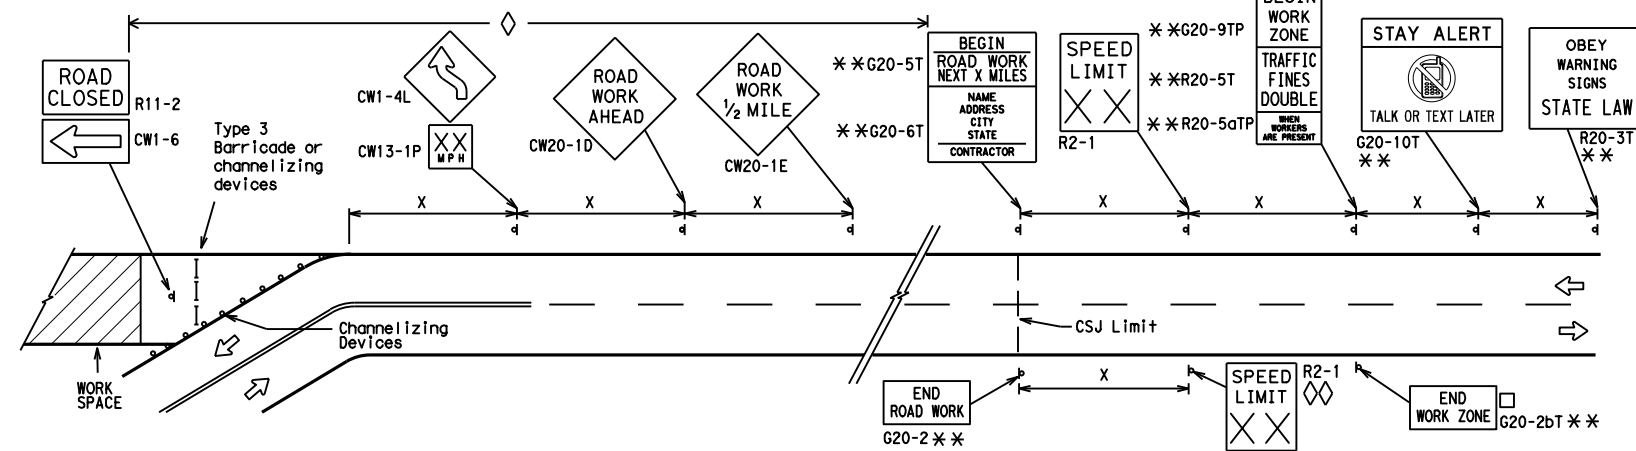 ROAD
CLOSED
R11-2
CW1-6
Type 3
Barricade or
channelizing
devices
CW1-4L
XX
MPH
CW13-1P
ROAD
WORK
AHEAD
CW20-1D
ROAD
WORK
1/2 MILE
CW20-1E
**G20-5T
BEGIN
ROAD WORK
NEXT X MILES
**G20-6T
NAME
ADDRESS
CITY
STATE
CONTRACTOR
SPEED
LIMIT
XX
R2-1
**G20-9TP
BEGIN
WORK
ZONE
**R20-5T
TRAFFIC
FINES
DOUBLE
**R20-5aTP
WHEN
WORKERS
ARE PRESENT
STAY ALERT
TALK OR TEXT LATER
G20-10T
**
OBEY
WARNING
SIGNS
STATE LAW
R20-3T
**
X
X
X
X
X
X
X
Channelizing
Devices
CSJ Limit
WORK
SPACE
END
ROAD WORK
G20-2**
X
SPEED
LIMIT
XX
R2-1
END
WORK ZONE
G20-2bT**